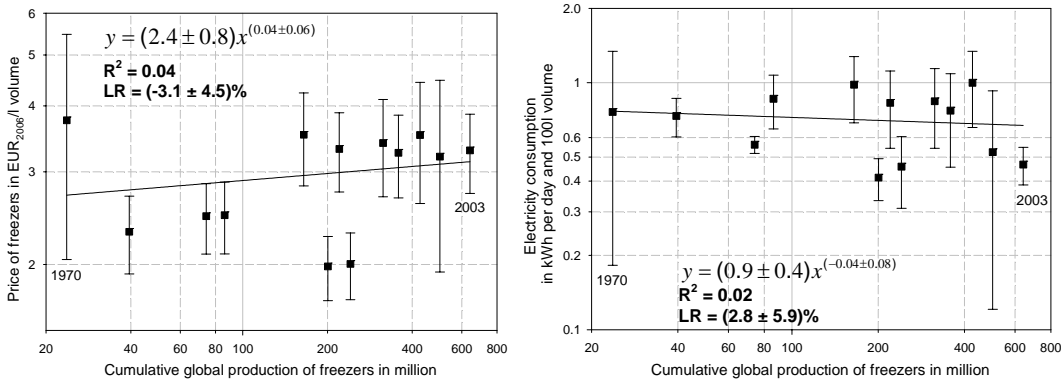 Price of freezers in EUR2006/l volume
6
5
4
3
2
y = (2.4 ± 0.8)x^(0.04±0.06)
R² = 0.04
LR = (-3.1 ± 4.5)%
1970
2003
20 40 60 80 100 200 400 600 800
Cumulative global production of freezers in million
Electricity consumption
in kWh per day and 100l volume
2.0
1
0.6
0.5
0.4
0.3
0.2
0.1
1970
2003
y = (0.9 ± 0.4)x^(−0.04±0.08)
R² = 0.02
LR = (2.8 ± 5.9)%
20 40 60 80 100 200 400 600 800
Cumulative global production of freezers in million